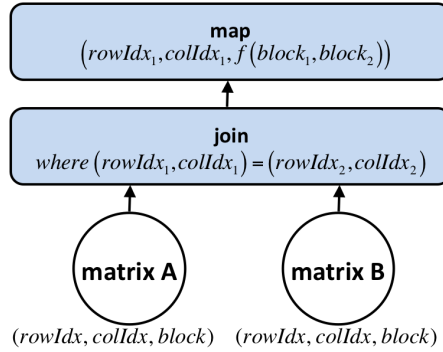 map
(rowIdx₁,colIdx₁, f(block₁,block₂))
join
where (rowIdx₁,colIdx₁)=(rowIdx₂,colIdx₂)
matrix A matrix B
(rowIdx, colIdx, block) (rowIdx, colIdx, block)